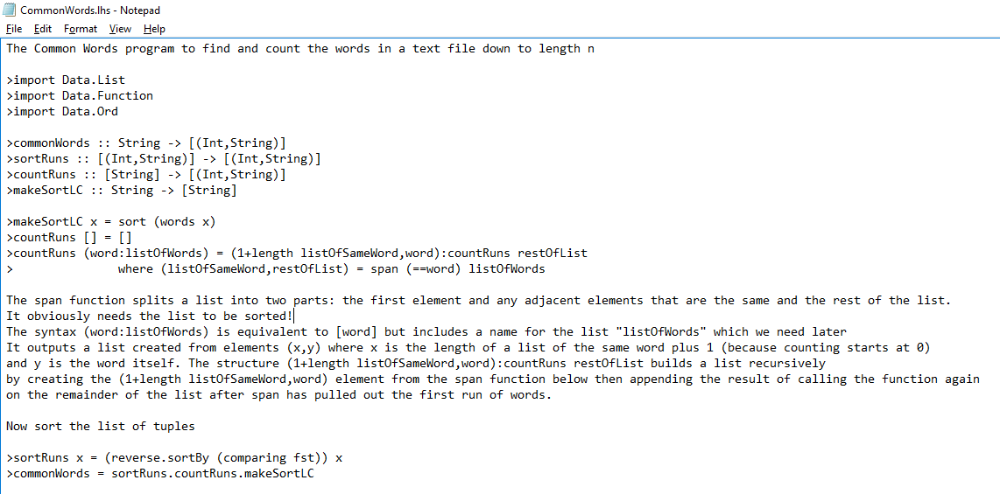 CommonWords.lhs - Notepad
File Edit Format View Help
The Common Words program to find and count the words in a text file down to length n
>import Data.List
>import Data.Function
>import Data.Ord
>commonWords :: String -> [(Int,String)]
>sortRuns :: [(Int,String)] -> [(Int,String)]
>countRuns :: [String] -> [(Int,String)]
>makeSortLC :: String -> [String]
>makeSortLC x = sort (words x)
>countRuns [] = []
>countRuns (word:listOfWords) = (1+length listOfSameWord,word):countRuns restOfList
>               where (listOfSameWord,restOfList) = span (==word) listOfWords
The span function splits a list into two parts: the first element and any adjacent elements that are the same and the rest of the list.
It obviously needs the list to be sorted!
The syntax (word:listOfWords) is equivalent to [word] but includes a name for the list "listOfWords" which we need later
It outputs a list created from elements (x,y) where x is the length of a list of the same word plus 1 (because counting starts at 0)
and y is the word itself. The structure (1+length listOfSameWord,word):countRuns restOfList builds a list recursively
by creating the (1+length listOfSameWord,word) element from the span function below then appending the result of calling the function again
on the remainder of the list after span has pulled out the first run of words.
Now sort the list of tuples
>sortRuns x = (reverse.sortBy (comparing fst)) x
>commonWords = sortRuns.countRuns.makeSortLC